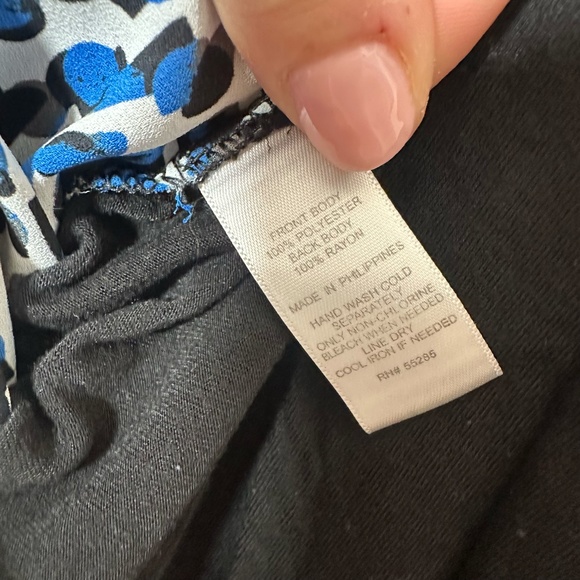 FRONT BODY
100% POLYESTER
BACK BODY
100% RAYON
MADE IN PHILIPPINES
HAND WASH COLD
SEPARATELY
ONLY NON-CHLORINE
BLEACH WHEN NEEDED
LINE DRY
COOL IRON IF NEEDED
RN# 55285